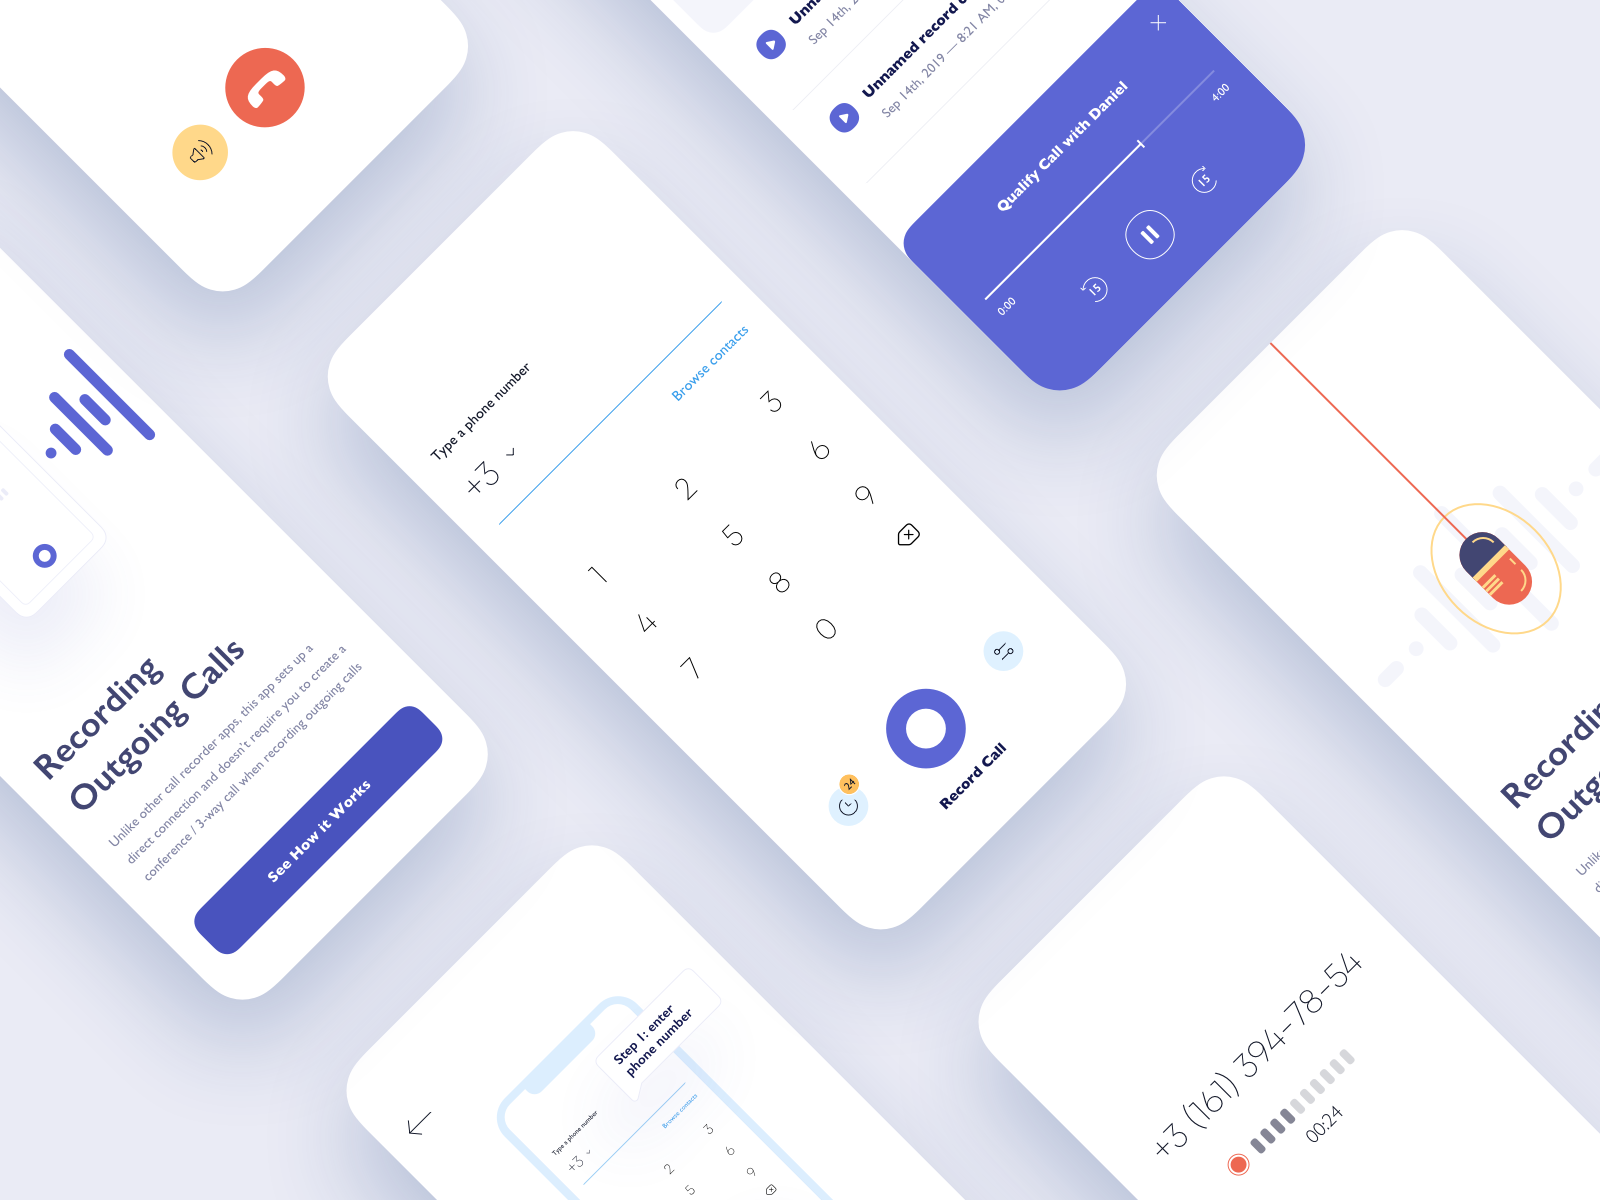 Unna
Sep 14th, 2
Unnamed record
Sep 14th, 2019 — 8:21 AM,
Qualify Call with Daniel
0:00
4:00
15
15
Type a phone number
+3
Browse contacts
1
2
3
4
5
6
7
8
9
0
24
Record Call
Recording
Outgoing Calls
Unlike other call recorder apps, this app sets up a
direct connection and doesn't require you to create a
conference / 3-way call when recording outgoing calls
See How it Works
Step 1: enter
phone number
Type a phone number
+3
Browse contacts
2
3
5
6
9
Recordin
Outgo
Unlik
d
+3 (161) 394-78-54
00:24